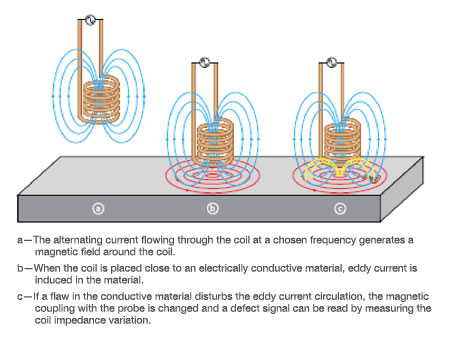 a b c
a—The alternating current flowing through the coil at a chosen frequency generates a
magnetic field around the coil.
b—When the coil is placed close to an electrically conductive material, eddy current is
induced in the material.
c—If a flaw in the conductive material disturbs the eddy current circulation, the magnetic
coupling with the probe is changed and a defect signal can be read by measuring the
coil impedance variation.